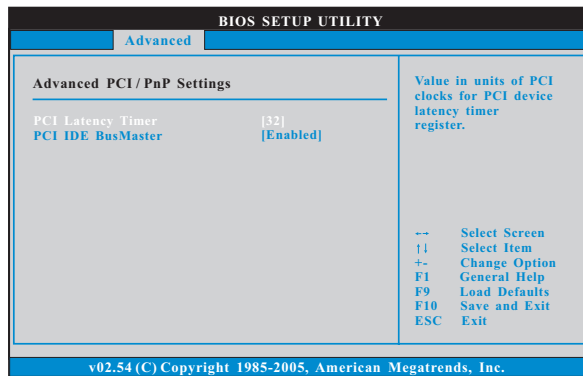 BIOS SETUP UTILITY
Advanced
Advanced PCI / PnP Settings
PCI Latency Timer [32]
PCI IDE BusMaster [Enabled]
Value in units of PCI
clocks for PCI device
latency timer
register.
←→ Select Screen
↑↓ Select Item
+- Change Option
F1 General Help
F9 Load Defaults
F10 Save and Exit
ESC Exit
v02.54 (C) Copyright 1985-2005, American Megatrends, Inc.